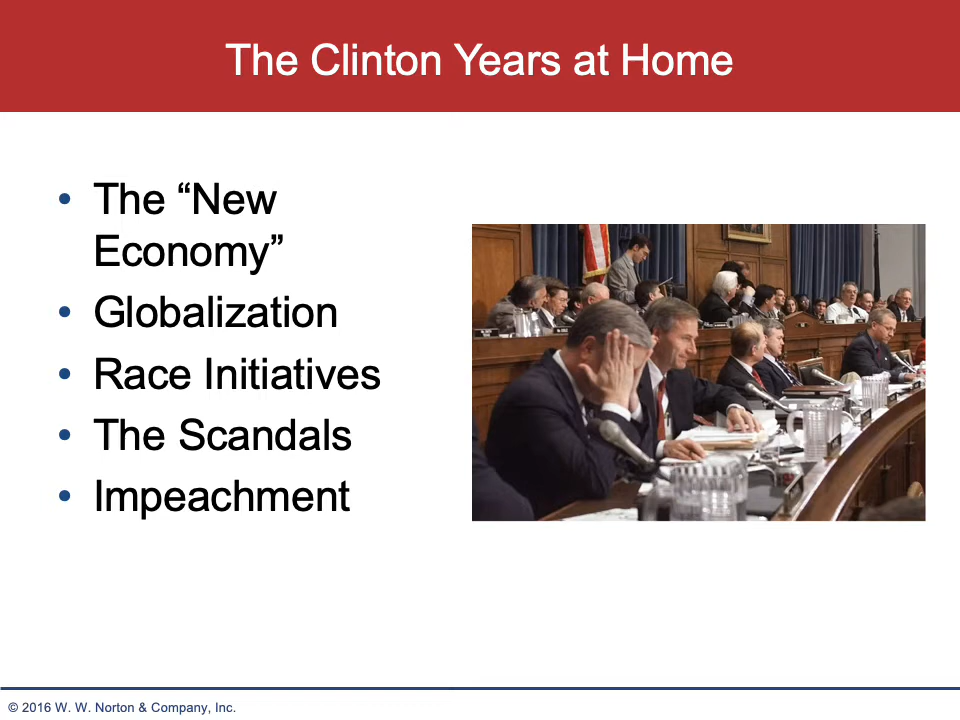 The Clinton Years at Home
• The “New
Economy”
• Globalization
• Race Initiatives
• The Scandals
• Impeachment
© 2016 W. W. Norton & Company, Inc.